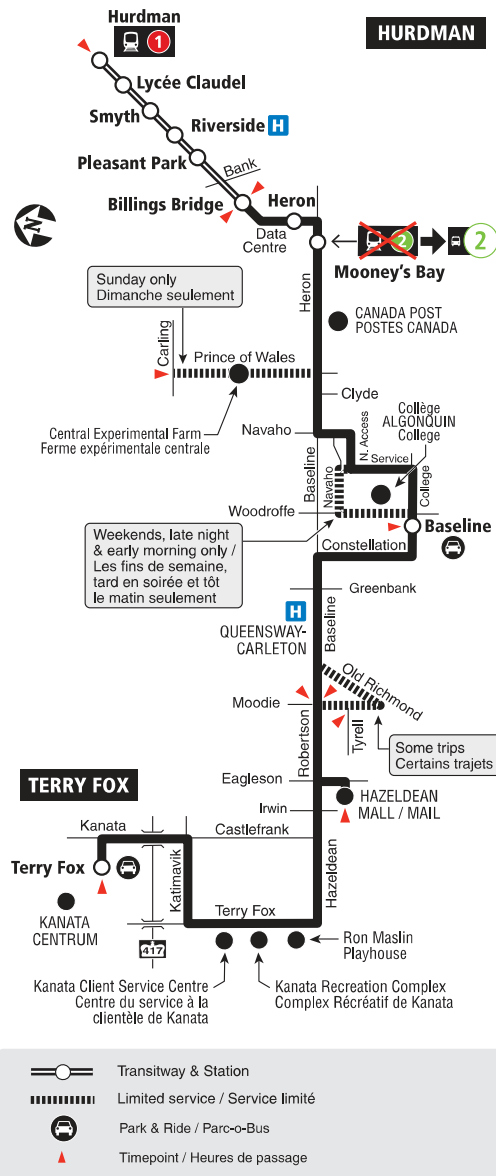 Hurdman
1
HURDMAN
Lycée Claudel
Smyth
Riverside H
Pleasant Park
Bank
Billings Bridge
Heron
Data
Centre
N
2
2
Mooney's Bay
Heron
Sunday only
Dimanche seulement
CANADA POST
POSTES CANADA
Carling
Prince of Wales
Clyde
Central Experimental Farm
Ferme expérimentale centrale
Navaho
Collège
ALGONQUIN
College
N. Access
Service
Baseline
Navaho
College
Woodroffe
Baseline
Constellation
Weekends, late night
& early morning only /
Les fins de semaine,
tard en soirée et tôt
le matin seulement
Greenbank
H
QUEENSWAY-
CARLETON
Baseline
Old Richmond
Moodie
Robertson
Tyrell
Some trips
Certains trajets
Eagleson
TERRY FOX
HAZELDEAN
MALL / MAIL
Irwin
Kanata
Castlefrank
Hazeldean
Terry Fox
Katimavik
KANATA
CENTRUM
Terry Fox
417
Ron Maslin
Playhouse
Kanata Client Service Centre
Centre du service à la
clientèle de Kanata
Kanata Recreation Complex
Complex Récréatif de Kanata
Transitway & Station
Limited service / Service limité
Park & Ride / Parc-o-Bus
Timepoint / Heures de passage